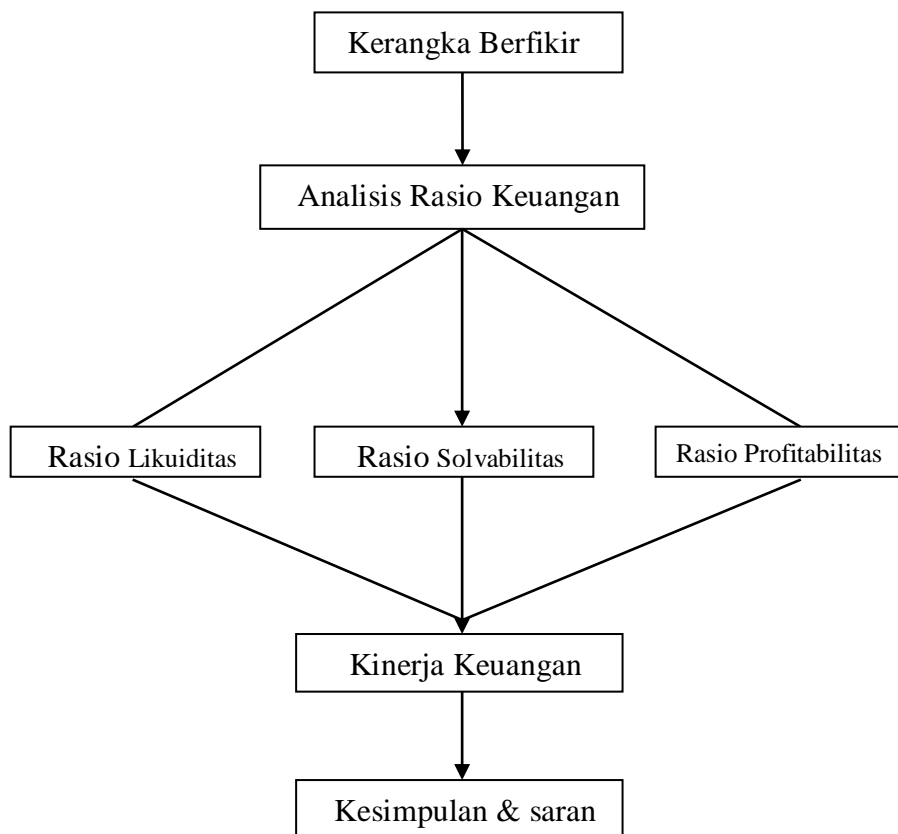 Kerangka Berfikir
Analisis Rasio Keuangan
Rasio Likuiditas
Rasio Solvabilitas
Rasio Profitabilitas
Kinerja Keuangan
Kesimpulan & saran